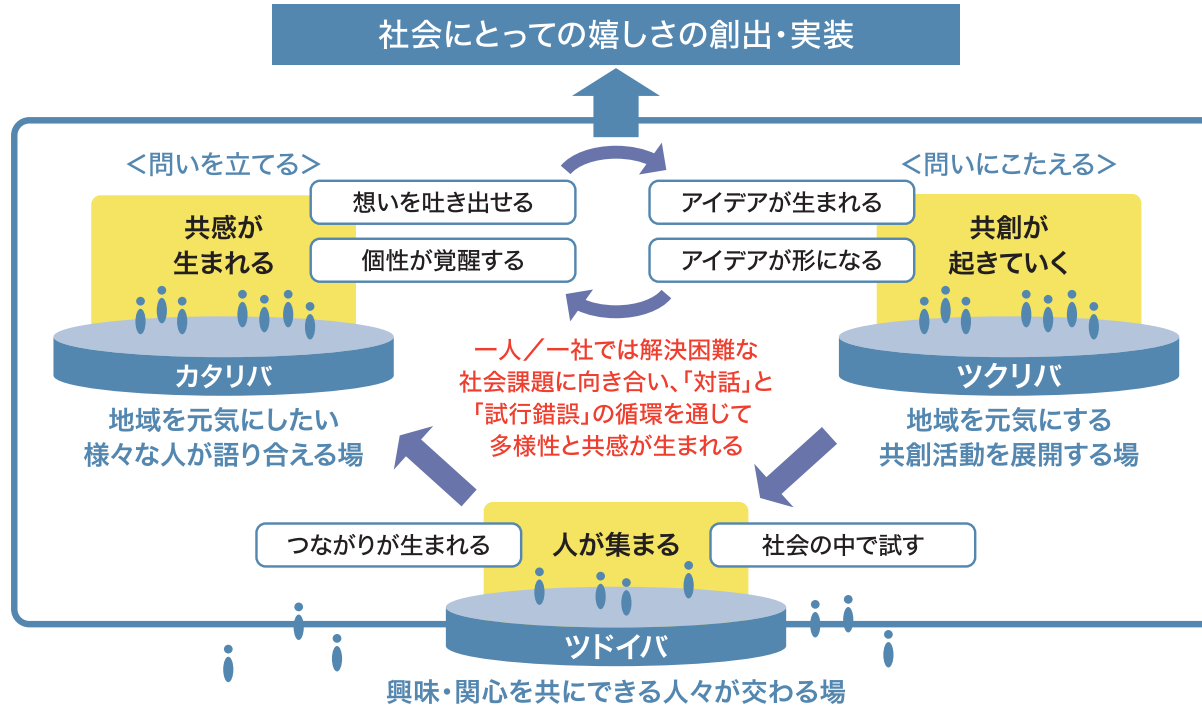 社会にとっての嬉しさの創出・実装
＜問いを立てる＞
＜問いにこたえる＞
共感が
生まれる
想いを吐き出せる
個性が覚醒する
アイデアが生まれる
アイデアが形になる
共創が
起きていく
カタリバ
地域を元気にしたい
様々な人が語り合える場
一人／一社では解決困難な
社会課題に向き合い、「対話」と
「試行錯誤」の循環を通じて
多様性と共感が生まれる
ツクリバ
地域を元気にする
共創活動を展開する場
つながりが生まれる
人が集まる
社会の中で試す
ツドイバ
興味・関心を共にできる人々が交わる場